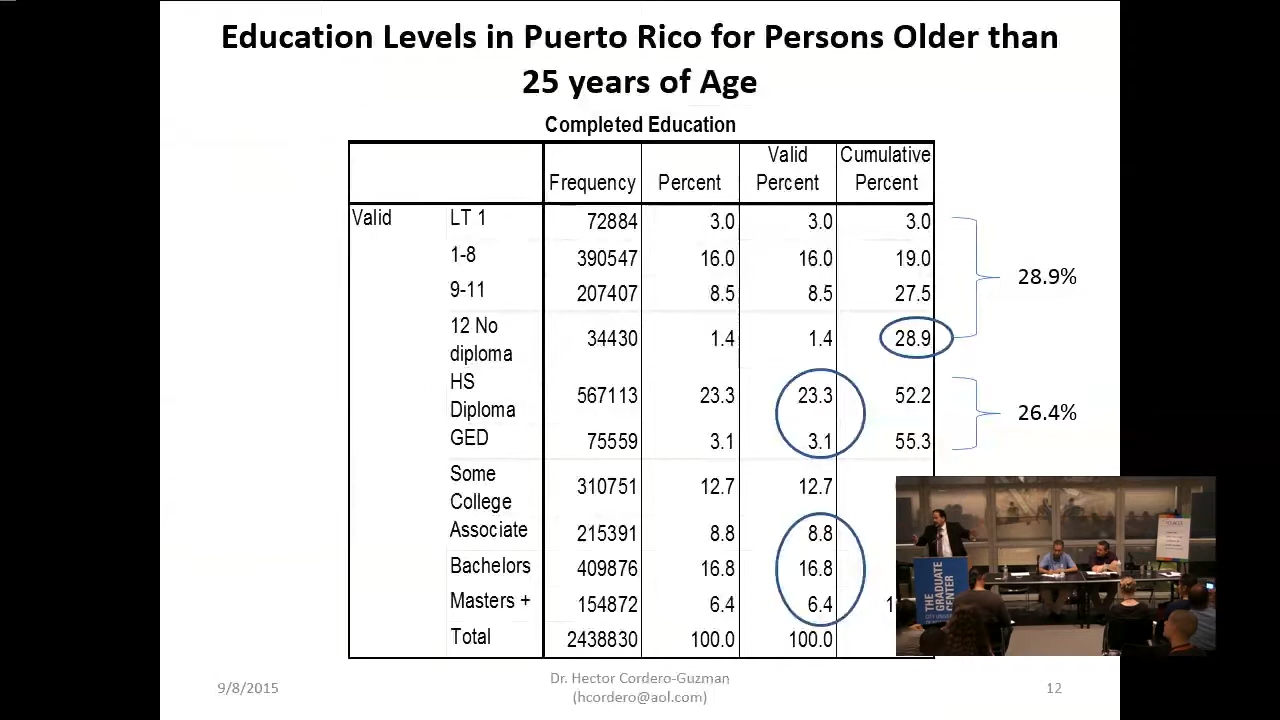 Education Levels in Puerto Rico for Persons Older than
25 years of Age
Completed Education
Frequency Percent Valid Percent Cumulative Percent
Valid LT 1 72884 3.0 3.0 3.0
1-8 390547 16.0 16.0 19.0
9-11 207407 8.5 8.5 27.5
12 No diploma 34430 1.4 1.4 28.9
HS Diploma 567113 23.3 23.3 52.2
GED 75559 3.1 3.1 55.3
Some College 310751 12.7 12.7
Associate 215391 8.8 8.8
Bachelors 409876 16.8 16.8
Masters + 154872 6.4 6.4 1
Total 2438830 100.0 100.0
28.9%
26.4%
THE
GRADUATE
CENTER
9/8/2015
Dr. Hector Cordero-Guzman
(hcordero@aol.com)
12